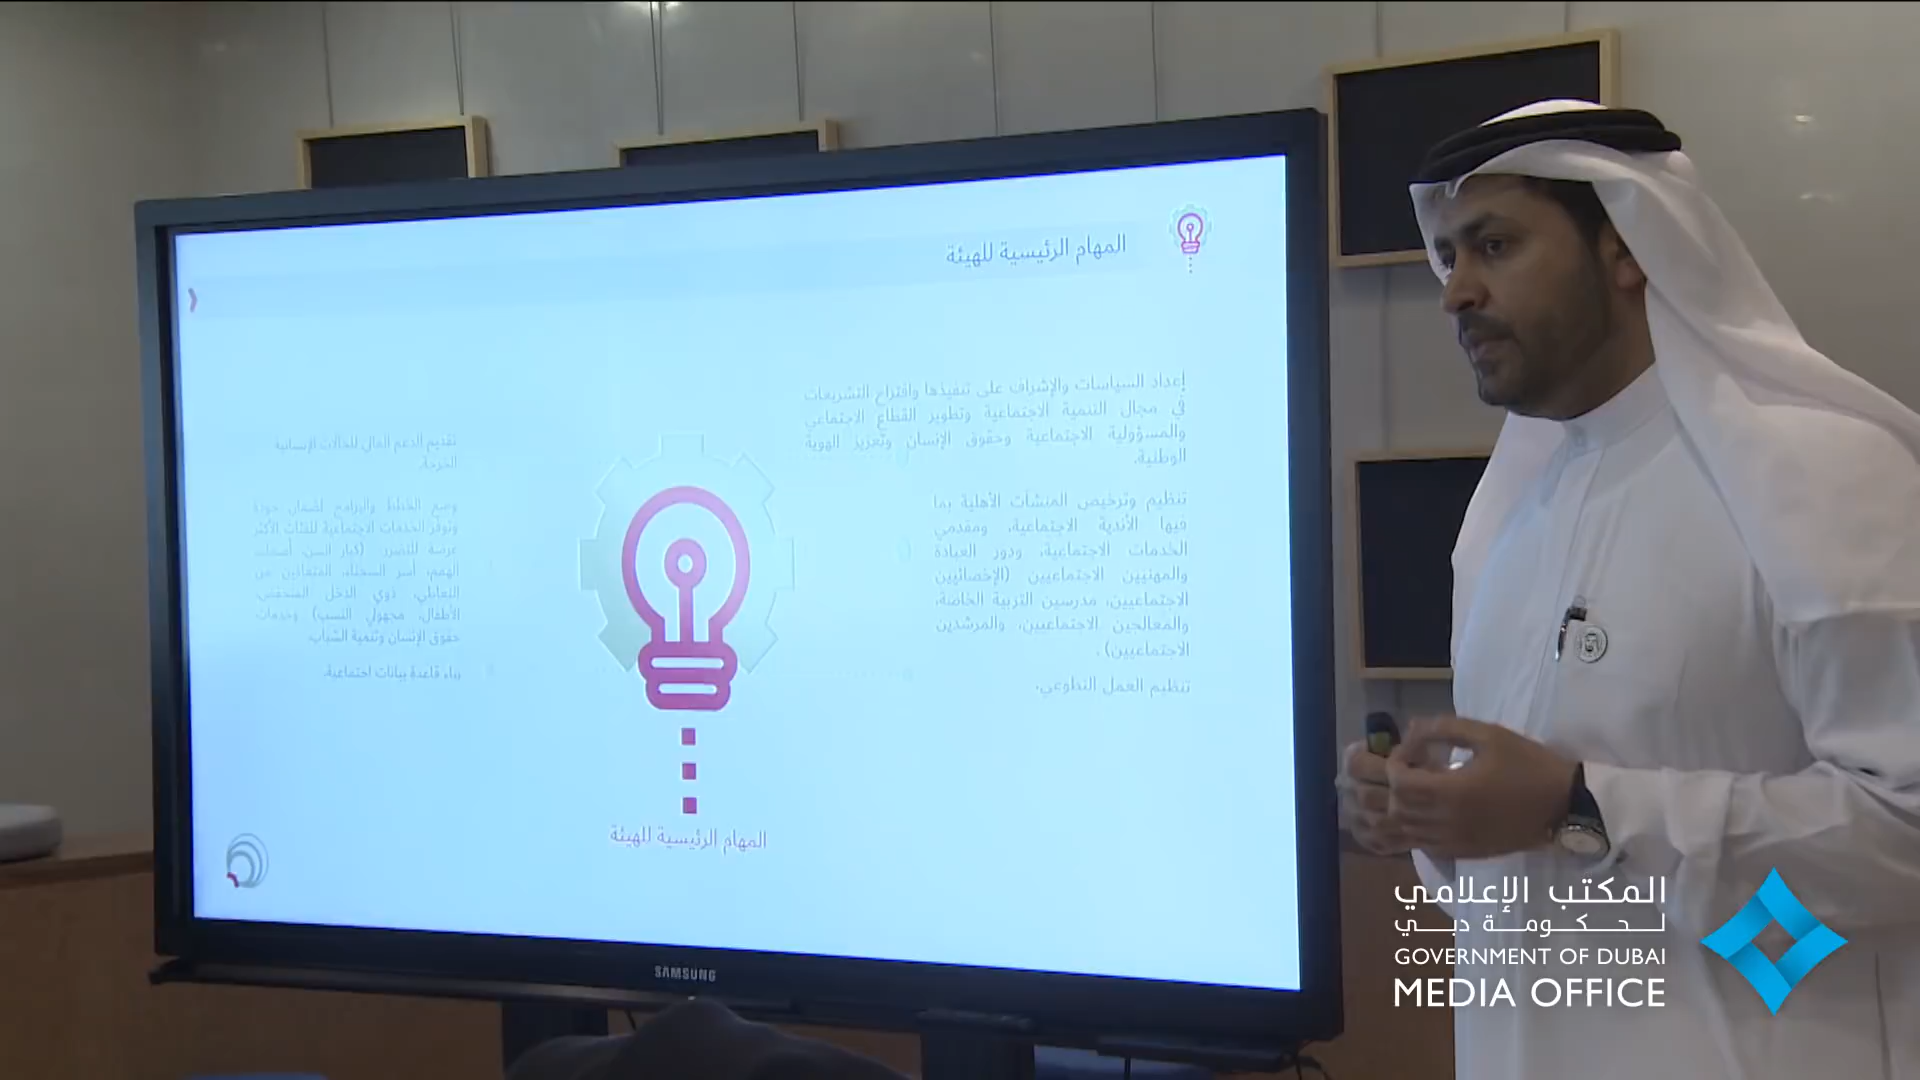 المهام الرئيسية للهيئة
إعداد السياسات والإشراف على تنفيذها واقتراح التشريعات
في مجال التنمية الاجتماعية وتطوير القطاع الاجتماعي
والمسؤولية الاجتماعية وحقوق الإنسان وتعزيز الهوية
الوطنية.
تنظيم وترخيص المنشآت الأهلية بما
فيها الأندية الاجتماعية، ومقدمي
الخدمات الاجتماعية، ودور العبادة
والمهنيين الاجتماعيين (الإخصائيين
الاجتماعيين، مدرسين التربية الخاصة،
والمعالجين الاجتماعيين، والمرشدين
الاجتماعيين) .
تنظيم العمل التطوعي.
تقديم الدعم المالي للحالات الإنسانية
الحرجة.
وضع الخطط والبرامج لضمان جودة
وتوفر الخدمات الاجتماعية للفئات الأكثر
عرضة للضرر (كبار السن، أصحاب
الهمم، أسر السجناء، المتعافين من
ذوي الدخل المنخفض،
الأطفال، مجهولي النسب) وخدمات
حقوق الإنسان وتنمية الشباب.
بناء قاعدة بيانات اجتماعية.
المهام الرئيسية للهيئة
SAMSUNG
المكتب الإعلامي
لحكومة دبي
GOVERNMENT OF DUBAI
MEDIA OFFICE